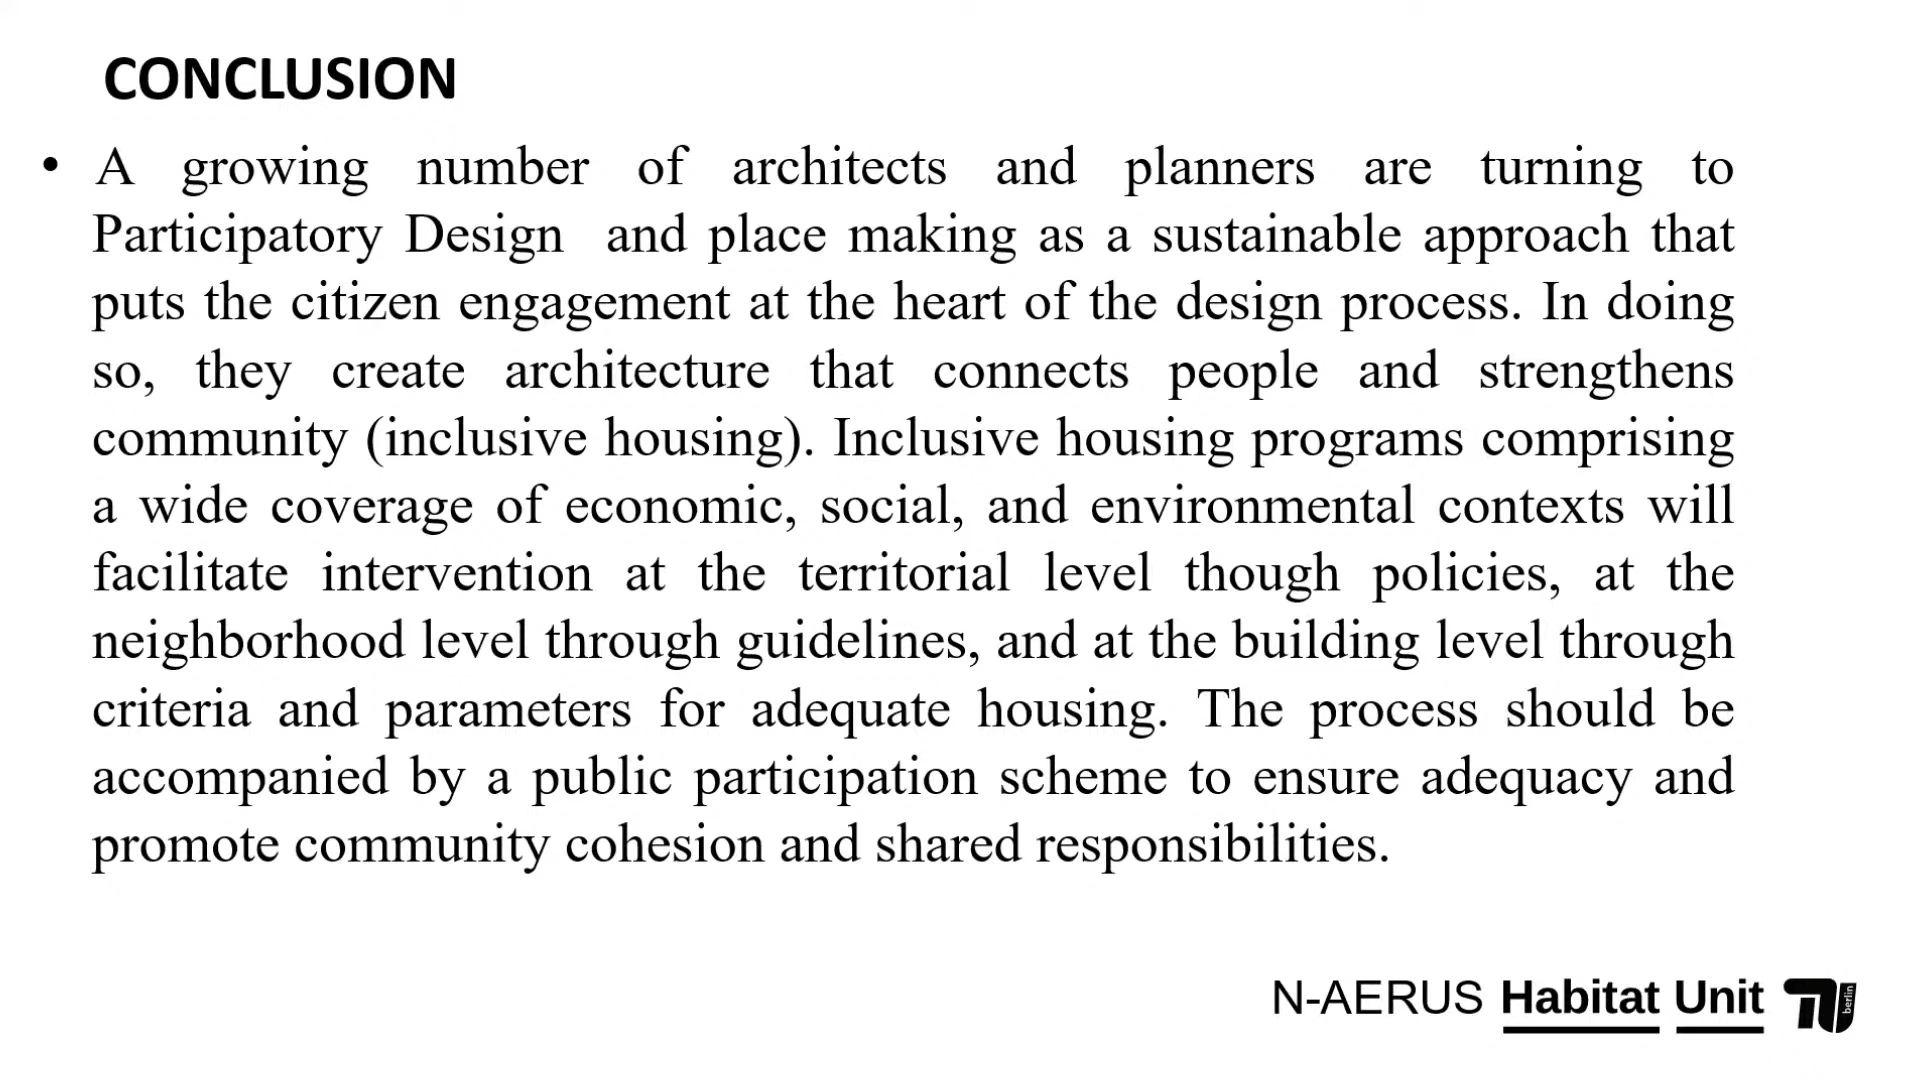 CONCLUSION
• A growing number of architects and planners are turning to
Participatory Design and place making as a sustainable approach that
puts the citizen engagement at the heart of the design process. In doing
so, they create architecture that connects people and strengthens
community (inclusive housing). Inclusive housing programs comprising
a wide coverage of economic, social, and environmental contexts will
facilitate intervention at the territorial level though policies, at the
neighborhood level through guidelines, and at the building level through
criteria and parameters for adequate housing. The process should be
accompanied by a public participation scheme to ensure adequacy and
promote community cohesion and shared responsibilities.
N-AERUS Habitat Unit TU berlin